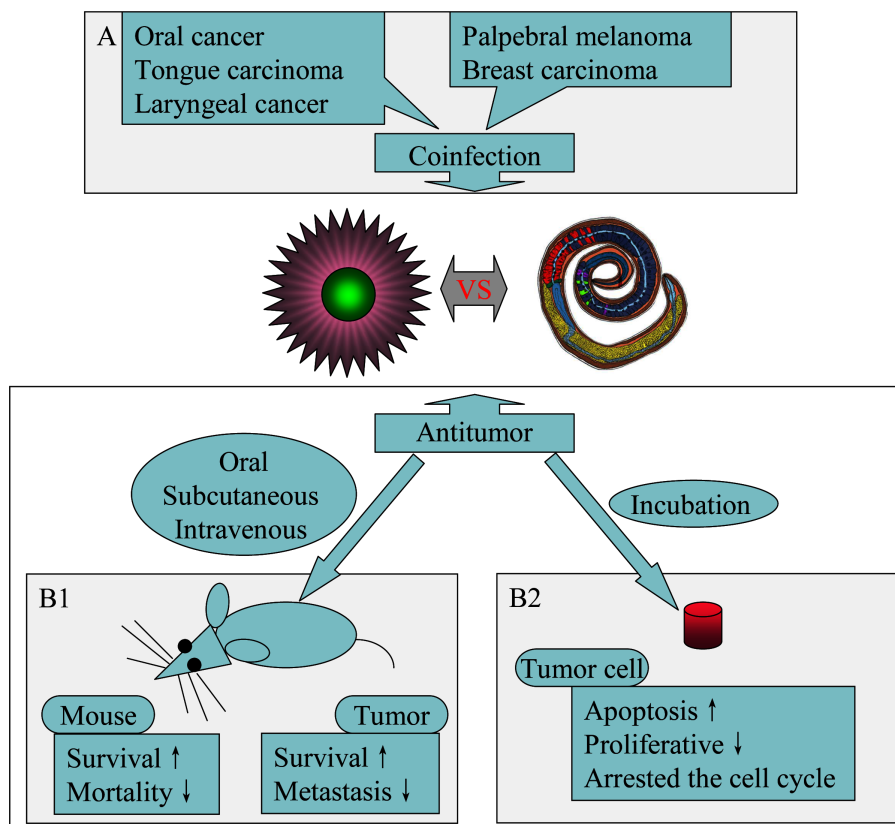 A
Oral cancer
Tongue carcinoma
Laryngeal cancer
Palpebral melanoma
Breast carcinoma
Coinfection
VS
Antitumor
Oral
Subcutaneous
Intravenous
Incubation
B1
Mouse
Survival ↑
Mortality ↓
Tumor
Survival ↑
Metastasis ↓
B2
Tumor cell
Apoptosis ↑
Proliferative ↓
Arrested the cell cycle